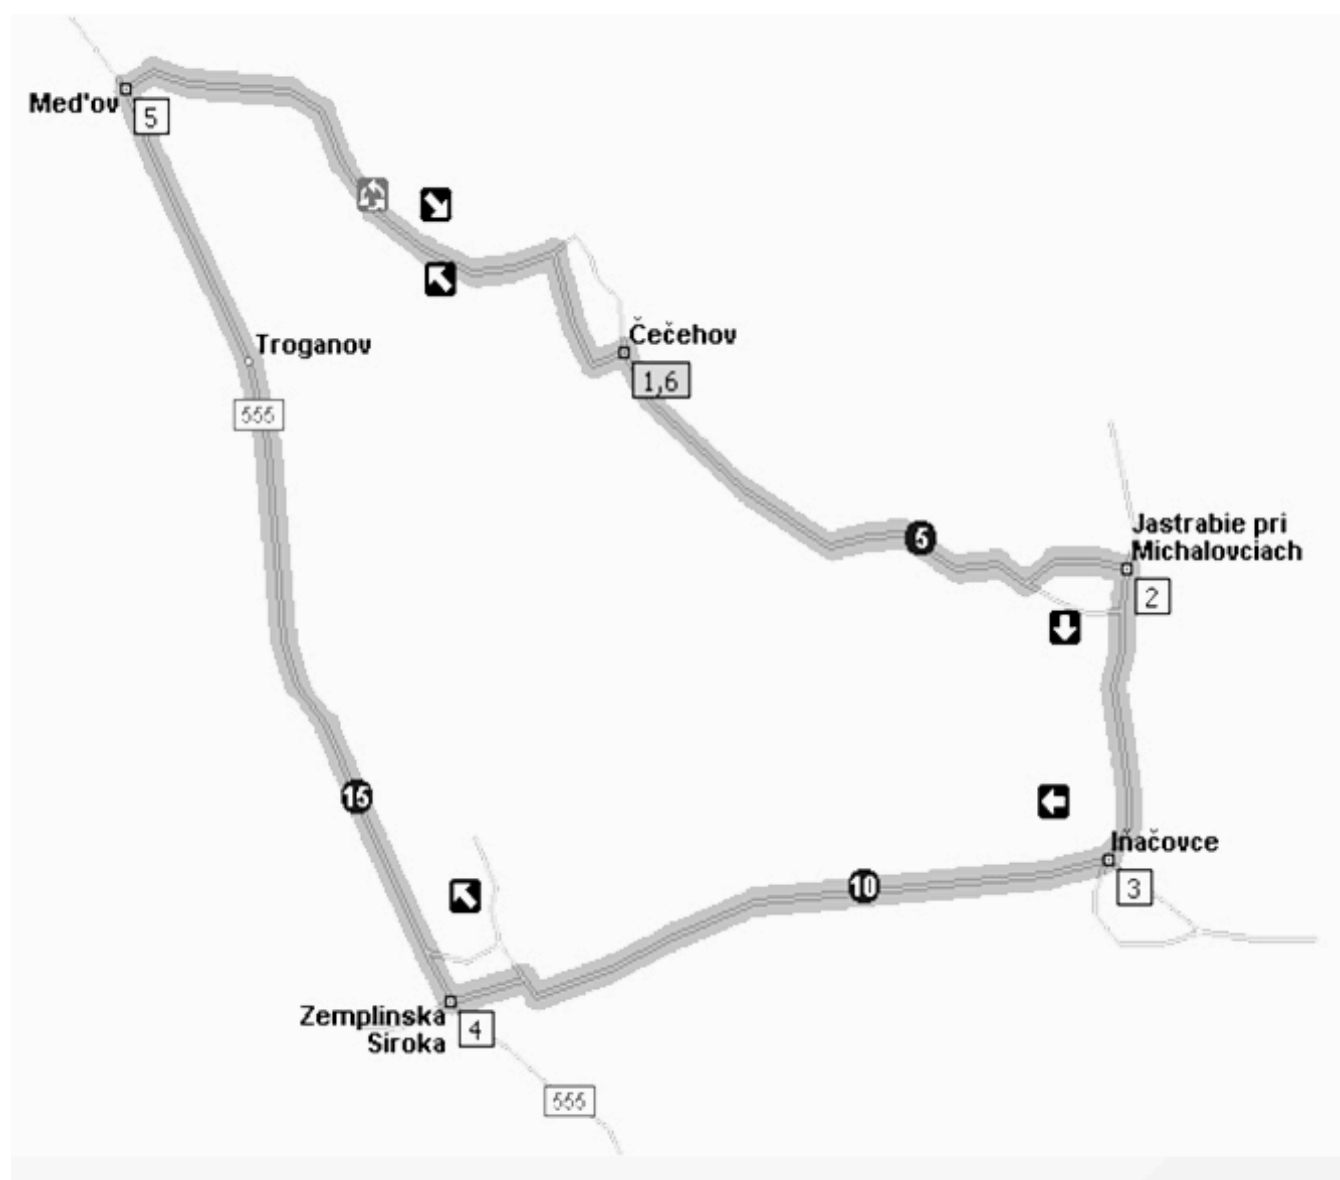 Med'ov
5
Troganov
555
Čečehov
1,6
5
Jastrabie pri
Michalovciach
2
15
Iňačovce
10
3
Zemplinska
Siroka
4
555